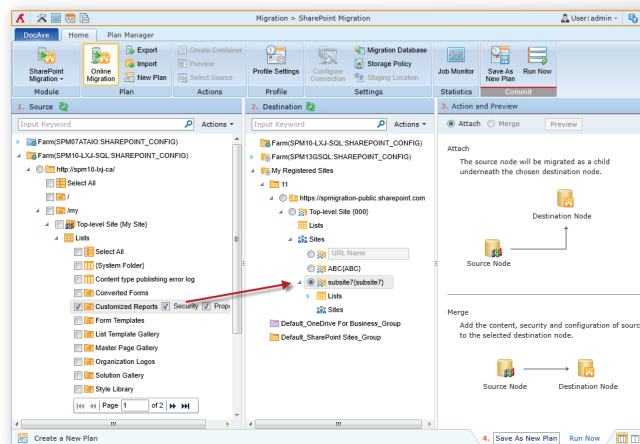 Migration > SharePoint Migration
User: admin
DocAve
Home
Plan Manager
SharePoint Migration
Online Migration
Export
Import
New Plan
Create Container
Preview
Select Source
Profile Settings
Configure Connection
Migration Database
Storage Policy
Staging Location
Job Monitor
Save As New Plan
Run Now
Module
Plan
Actions
Profile
Settings
Statistics
Commit
1. Source
Input Keyword
Actions
Farm(SPM07ATAIO:SHAREPOINT_CONFIG)
Farm(SPM10-LXJ-SQL:SHAREPOINT_CONFIG)
http://spm10-bj-ca/
Select All
/
/my
Top-level Site (My Site)
Lists
Select All
{System Folder}
Content type publishing error log
Converted Forms
Customized Reports Security Prope
Form Templates
List Template Gallery
Master Page Gallery
Organization Logos
Solution Gallery
Style Library
Page 1 of 2
2. Destination
Input Keyword
Actions
Farm(SPM10-LXJ-SQL:SHAREPOINT_CONFIG)
Farm(SPM13GSQL:SHAREPOINT_CONFIG)
My Registered Sites
11
https://spmigration-public.sharepoint.com
Top-level Site (000)
Lists
Sites
URL Name
ABC{ABC}
subsite7{subsite7}
Lists
Sites
Default_OneDrive For Business_Group
Default_SharePoint Sites_Group
3. Action and Preview
Attach
Merge
Preview
Attach
The source node will be migrated as a child
underneath the chosen destination node.
Destination Node
Source Node
Merge
Add the content, security and configuration of sourc
to the selected destination node.
Source Node
Destination Node
Create a New Plan
4. Save As New Plan
Run Now